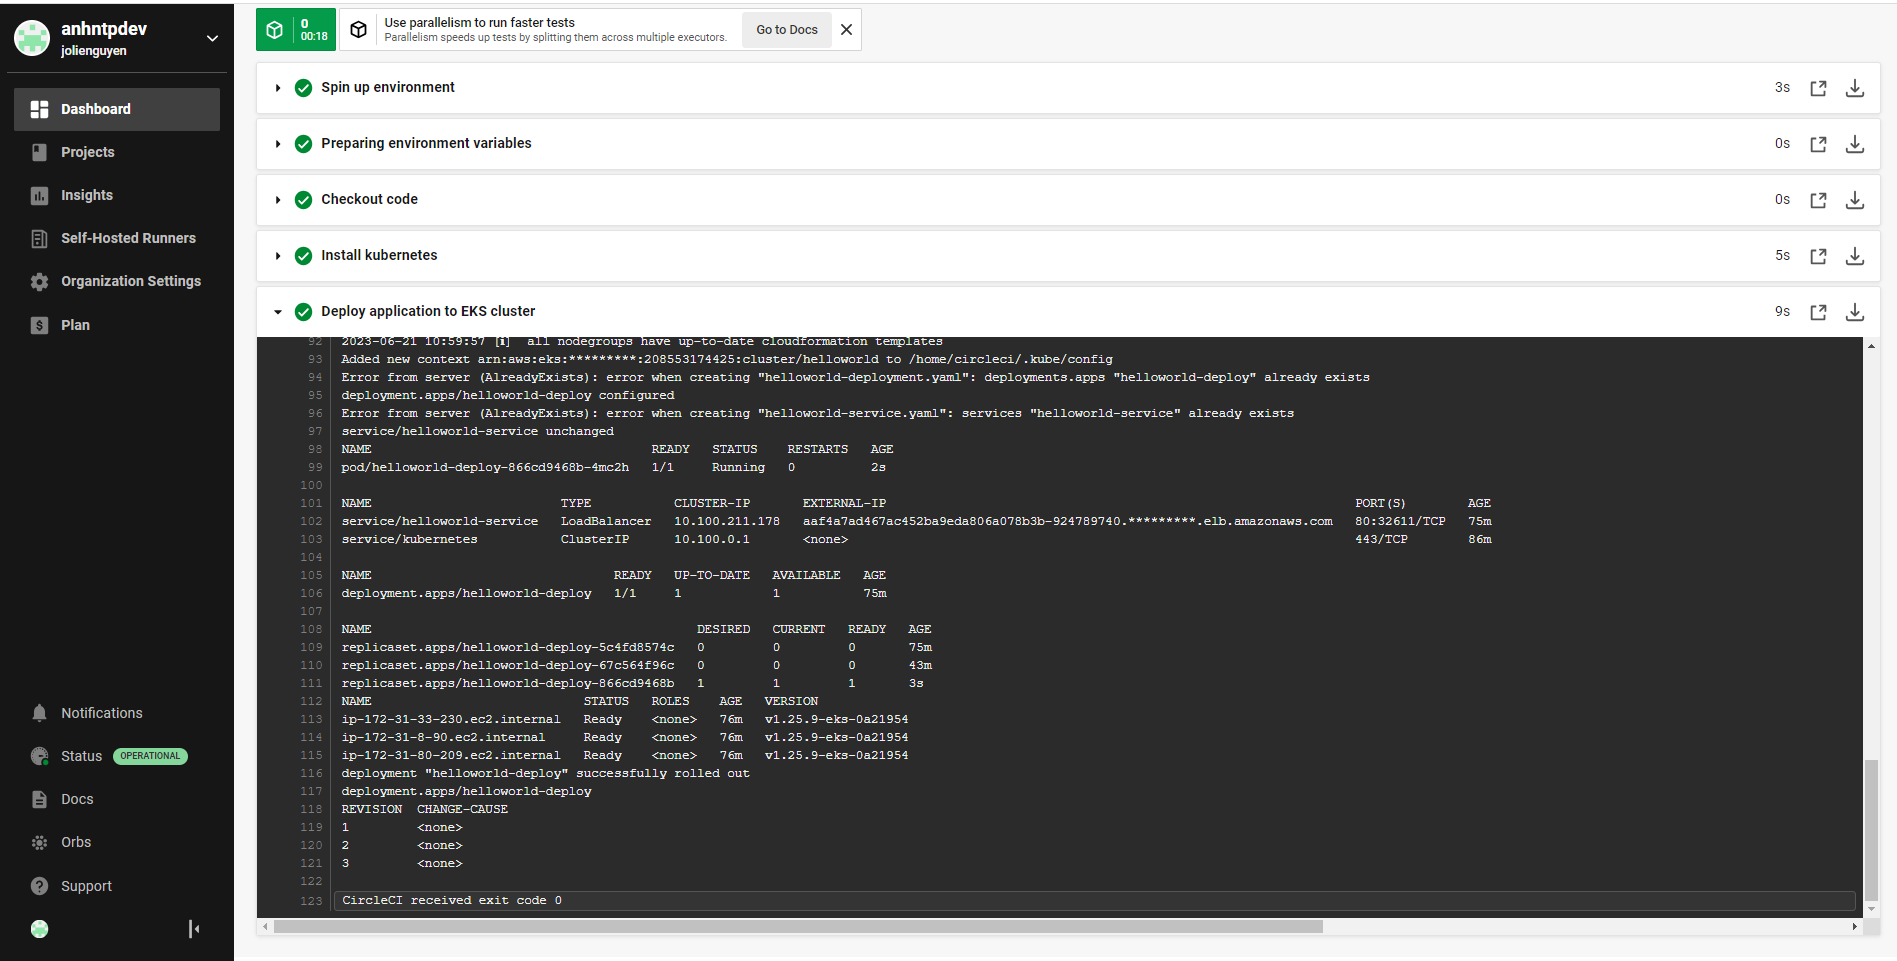 anhntpdev
jolienguyen
Dashboard
Projects
Insights
Self-Hosted Runners
Organization Settings
Plan
Notifications
Status OPERATIONAL
Docs
Orbs
Support
0
00:18
Use parallelism to run faster tests
Parallelism speeds up tests by splitting them across multiple executors.
Go to Docs
Spin up environment 3s
Preparing environment variables 0s
Checkout code 0s
Install kubernetes 5s
Deploy application to EKS cluster 9s
92 2023-06-21 10:59:57 [ℹ]  all nodegroups have up-to-date cloudformation templates
93 Added new context arn:aws:eks:*********:208553174425:cluster/helloworld to /home/circleci/.kube/config
94 Error from server (AlreadyExists): error when creating "helloworld-deployment.yaml": deployments.apps "helloworld-deploy" already exists
95 deployment.apps/helloworld-deploy configured
96 Error from server (AlreadyExists): error when creating "helloworld-service.yaml": services "helloworld-service" already exists
97 service/helloworld-service unchanged
98 NAME READY STATUS RESTARTS AGE
99 pod/helloworld-deploy-866cd9468b-4mc2h 1/1 Running 0 2s
100
101 NAME TYPE CLUSTER-IP EXTERNAL-IP PORT(S) AGE
102 service/helloworld-service LoadBalancer 10.100.211.178 aaf4a7ad467ac452ba9eda806a078b3b-924789740.*********.elb.amazonaws.com 80:32611/TCP 75m
103 service/kubernetes ClusterIP 10.100.0.1 <none> 443/TCP 86m
104
105 NAME READY UP-TO-DATE AVAILABLE AGE
106 deployment.apps/helloworld-deploy 1/1 1 1 75m
107
108 NAME DESIRED CURRENT READY AGE
109 replicaset.apps/helloworld-deploy-5c4fd8574c 0 0 0 75m
110 replicaset.apps/helloworld-deploy-67c564f96c 0 0 0 43m
111 replicaset.apps/helloworld-deploy-866cd9468b 1 1 1 3s
112 NAME STATUS ROLES AGE VERSION
113 ip-172-31-33-230.ec2.internal Ready <none> 76m v1.25.9-eks-0a21954
114 ip-172-31-8-90.ec2.internal Ready <none> 76m v1.25.9-eks-0a21954
115 ip-172-31-80-209.ec2.internal Ready <none> 76m v1.25.9-eks-0a21954
116 deployment "helloworld-deploy" successfully rolled out
117 deployment.apps/helloworld-deploy
118 REVISION CHANGE-CAUSE
119 1 <none>
120 2 <none>
121 3 <none>
122
123 CircleCI received exit code 0